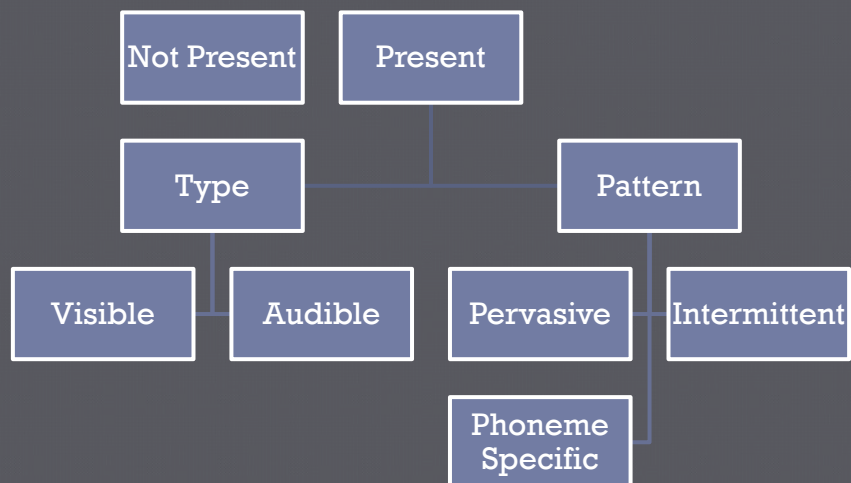 Not Present
Present
Type
Pattern
Visible
Audible
Pervasive
Intermittent
Phoneme
Specific